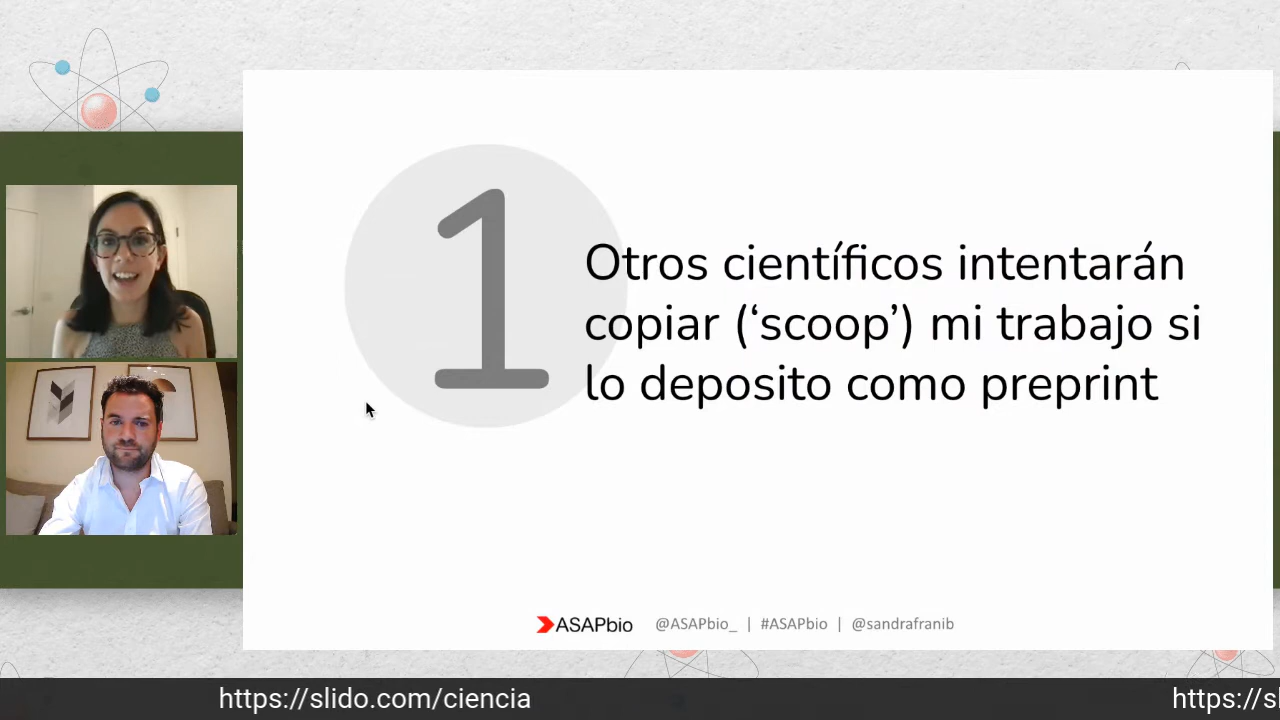 1
Otros científicos intentarán
copiar (‘scoop’) mi trabajo si
lo deposito como preprint
ASAPbio @ASAPbio_ | #ASAPbio | @sandrafranib
https://slido.com/ciencia
https://s